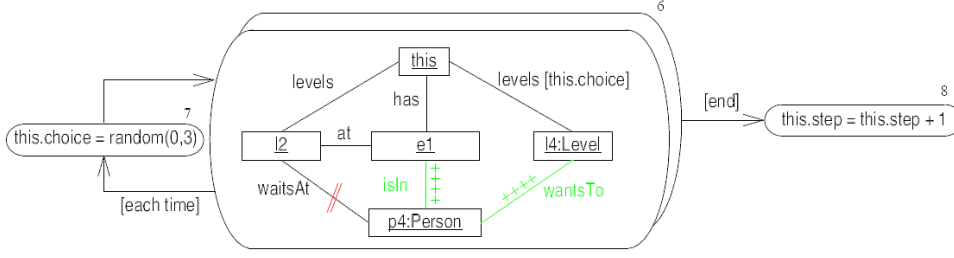 6
this
levels
levels [this.choice]
has
[end]
8
7
this.choice = random(0,3)
this.step = this.step + 1
at
l2
e1
l4:Level
waitsAt
isIn
wantsTo
[each time]
p4:Person